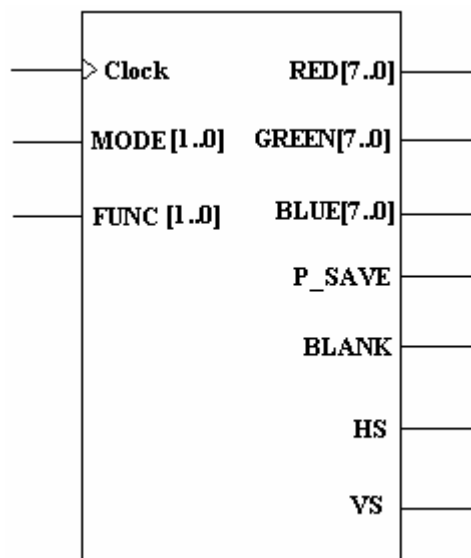 Clock
RED[7..0]
MODE[1..0]
GREEN[7..0]
FUNC [1..0]
BLUE[7..0]
P_SAVE
BLANK
HS
VS